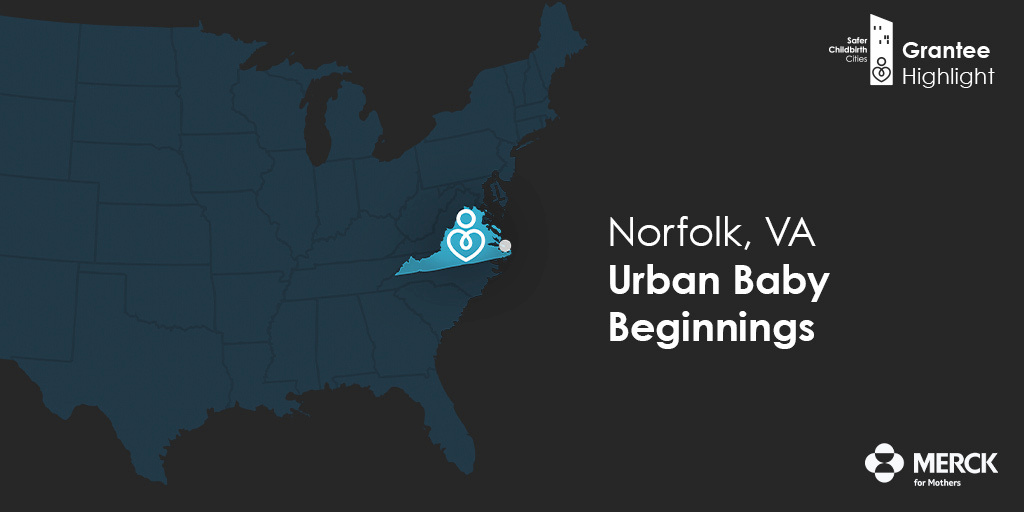 Safer
Childbirth
Cities
Grantee
Highlight
Norfolk, VA
Urban Baby
Beginnings
MERCK
for Mothers